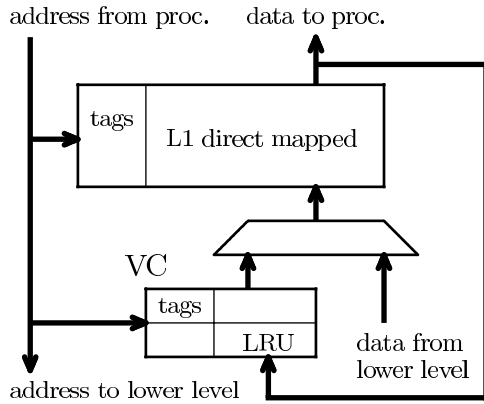 address from proc.
data to proc.
tags
L1 direct mapped
VC
tags
LRU
data from
lower level
address to lower level